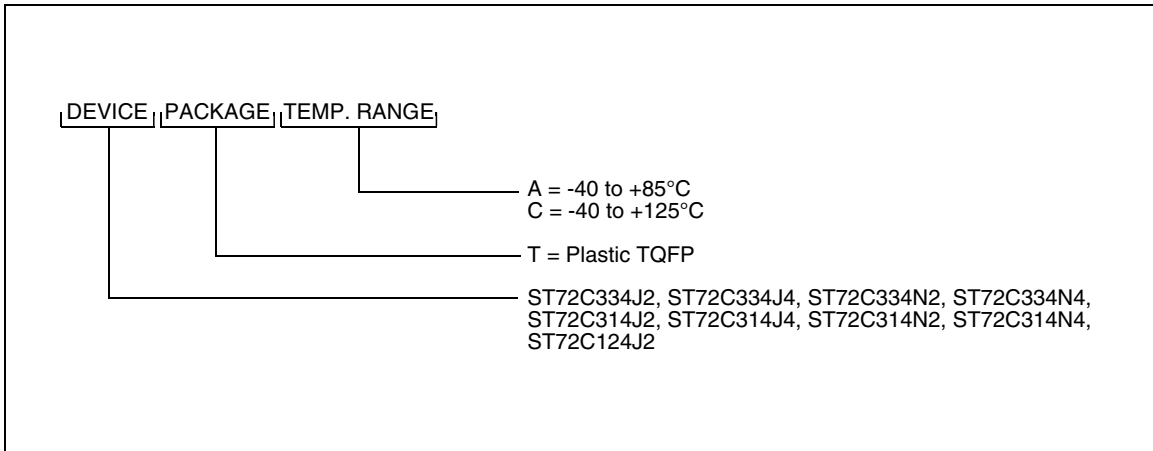 DEVICE PACKAGE TEMP. RANGE
A = -40 to +85°C
C = -40 to +125°C
T = Plastic TQFP
ST72C334J2, ST72C334J4, ST72C334N2, ST72C334N4,
ST72C314J2, ST72C314J4, ST72C314N2, ST72C314N4,
ST72C124J2